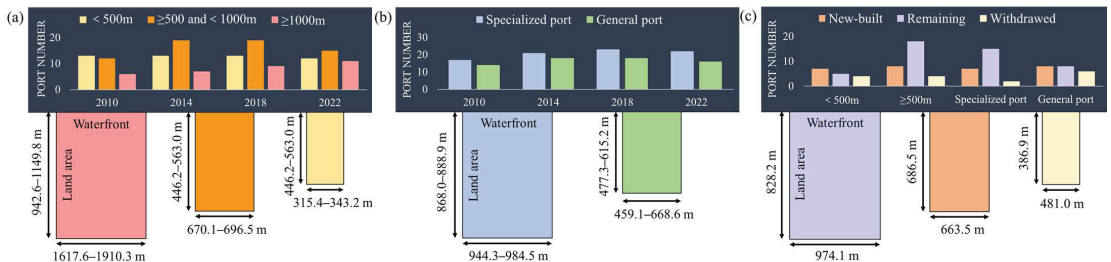 (a)
< 500m
≥500 and < 1000m
≥1000m
PORT NUMBER
20
10
0
2010
2014
2018
2022
Waterfront
Land area
942.6–1149.8 m
1617.6–1910.3 m
446.2–563.0 m
670.1–696.5 m
446.2–563.0 m
315.4–343.2 m
(b)
Specialized port
General port
PORT NUMBER
30
20
10
0
2010
2014
2018
2022
Waterfront
Land area
868.0–888.9 m
944.3–984.5 m
477.3–615.2 m
459.1–668.6 m
(c)
New-built
Remaining
Withdrawed
PORT NUMBER
20
10
0
< 500m
≥500m
Specialized port
General port
Waterfront
Land area
828.2 m
974.1 m
686.5 m
663.5 m
386.9 m
481.0 m